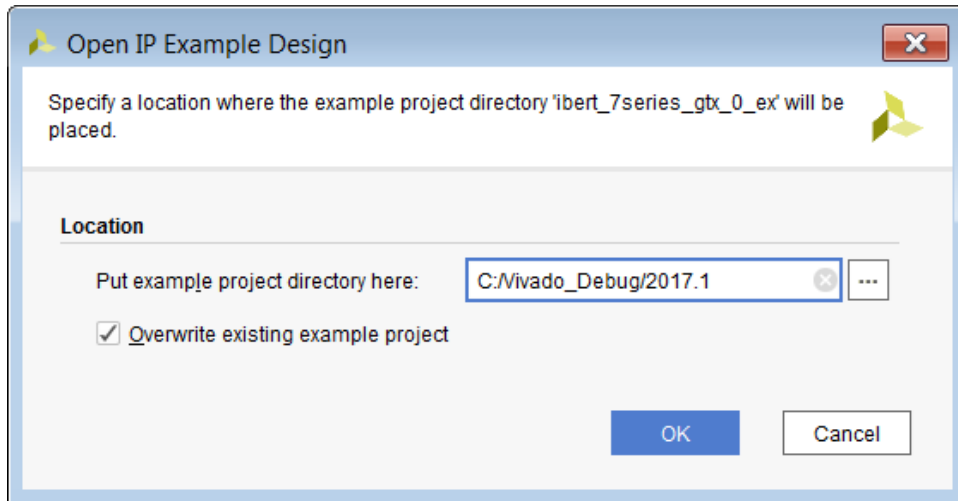 Open IP Example Design
Specify a location where the example project directory 'ibert_7series_gtx_0_ex' will be
placed.
Location
Put example project directory here: C:/Vivado_Debug/2017.1 ...
Overwrite existing example project
OK Cancel